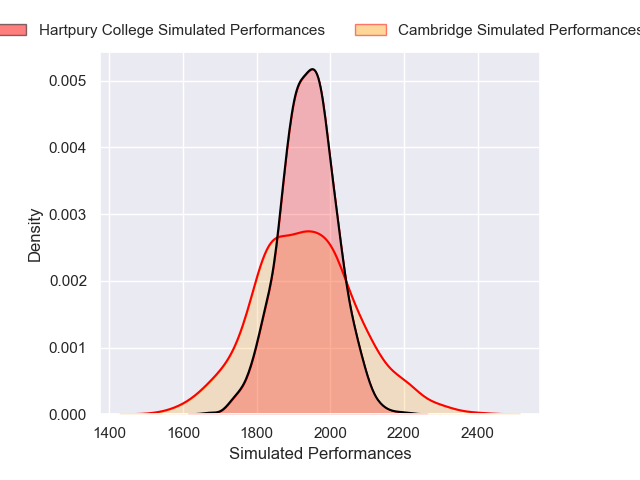 Hartpury College Simulated Performances
Cambridge Simulated Performances
0.005
0.004
0.003
0.002
0.001
0.000
Density
1400 1600 1800 2000 2200 2400
Simulated Performances